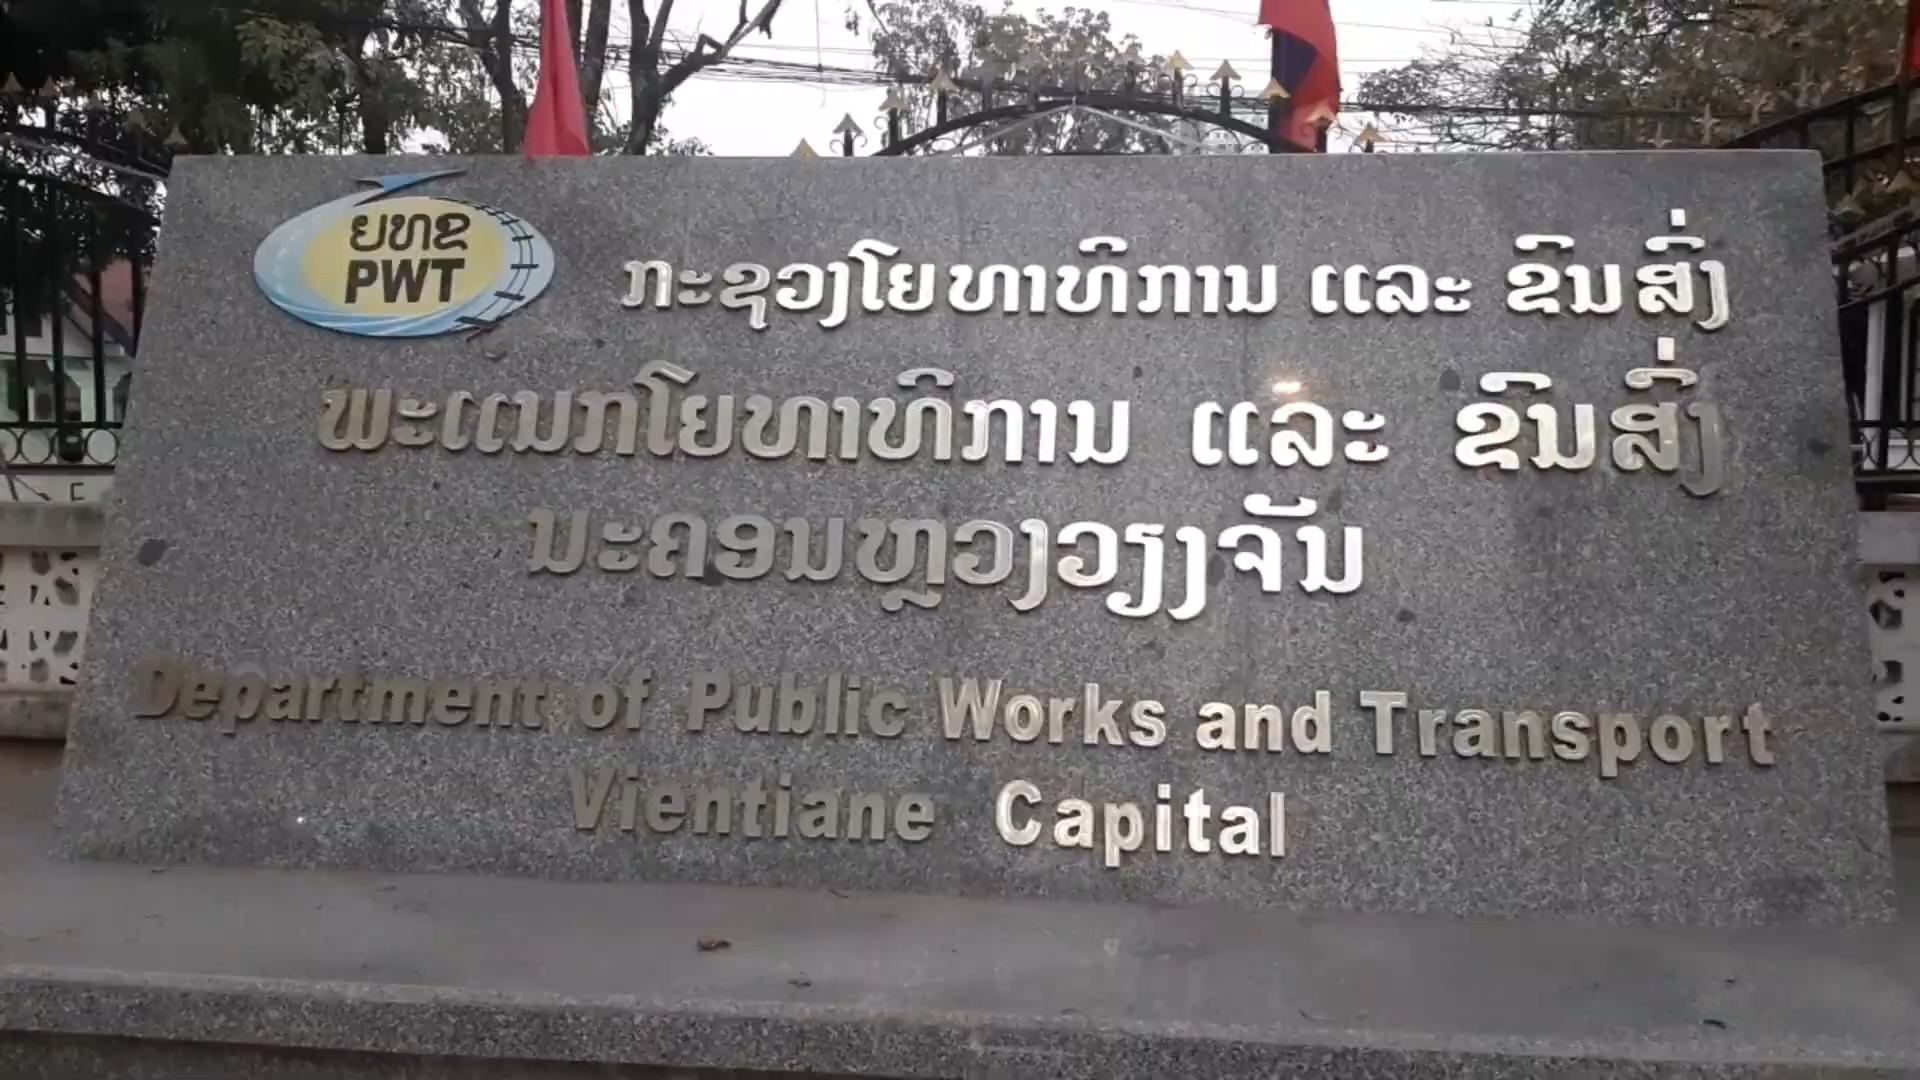 ຍທຂ
PWT
ກະຊວງໂຍທາທິການ ແລະ ຂົນສົ່ງ
ພະແນກໂຍທາທິການ ແລະ ຂົນສົ່ງ
ນະຄອນຫຼວງວຽງຈັນ
Department of Public Works and Transport
Vientiane Capital